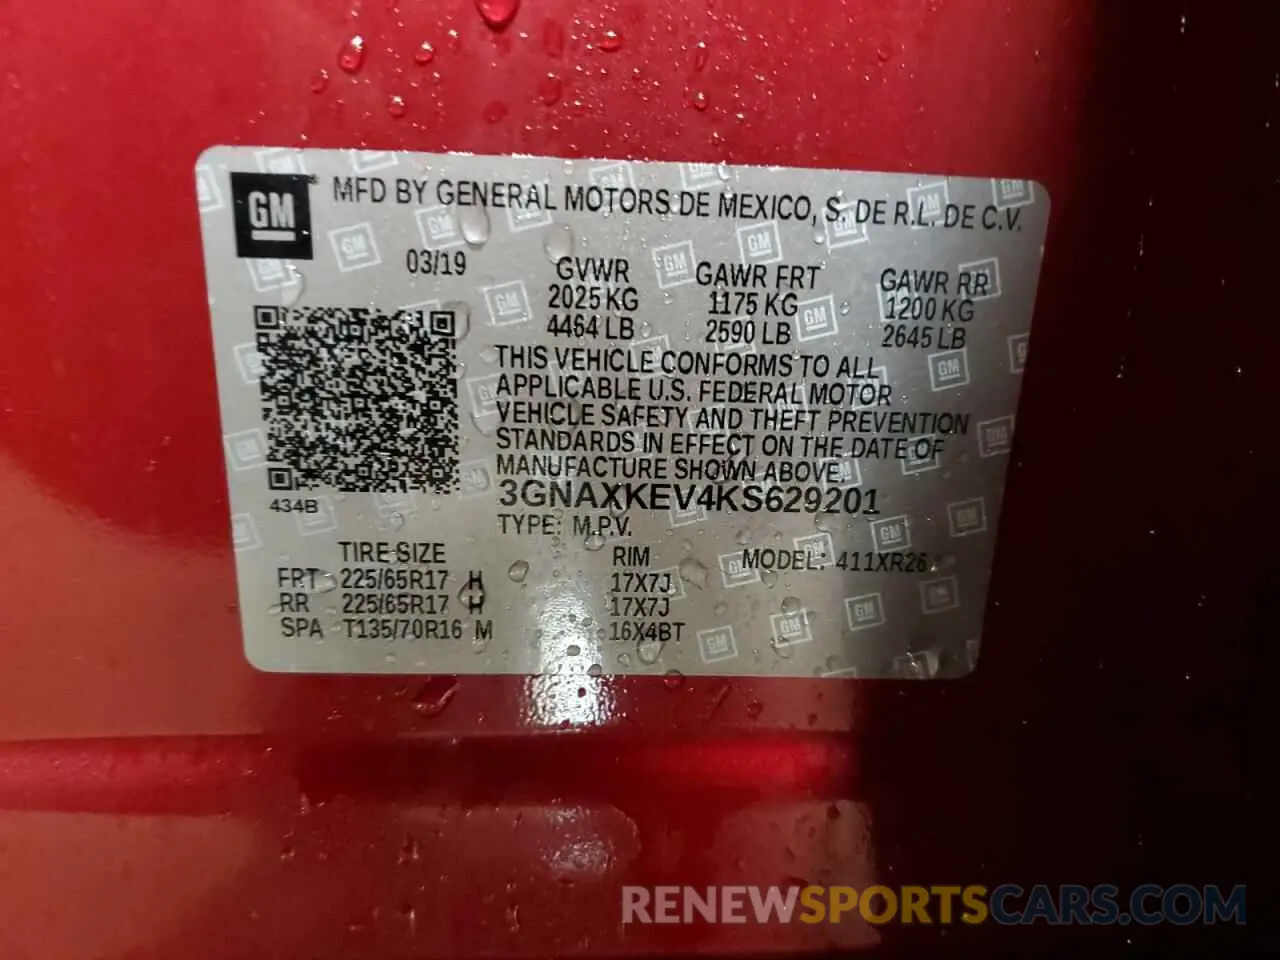 GM MFD BY GENERAL MOTORS DE MEXICO, S. DE R.L. DE C.V.
03/19 GVWR GAWR FRT GAWR RR
2025 KG 1175 KG 1200 KG
4464 LB 2590 LB 2645 LB
THIS VEHICLE CONFORMS TO ALL
APPLICABLE U.S. FEDERAL MOTOR
VEHICLE SAFETY AND THEFT PREVENTION
STANDARDS IN EFFECT ON THE DATE OF
MANUFACTURE SHOWN ABOVE.
434B
3GNAXKEV4KS629201
TYPE: M.P.V.
TIRE SIZE RIM MODEL: 411XR26
FRT 225/65R17 H 17X7J
RR 225/65R17 H 17X7J
SPA T135/70R16 M 16X4BT
RENEWSPORTSCARS.COM